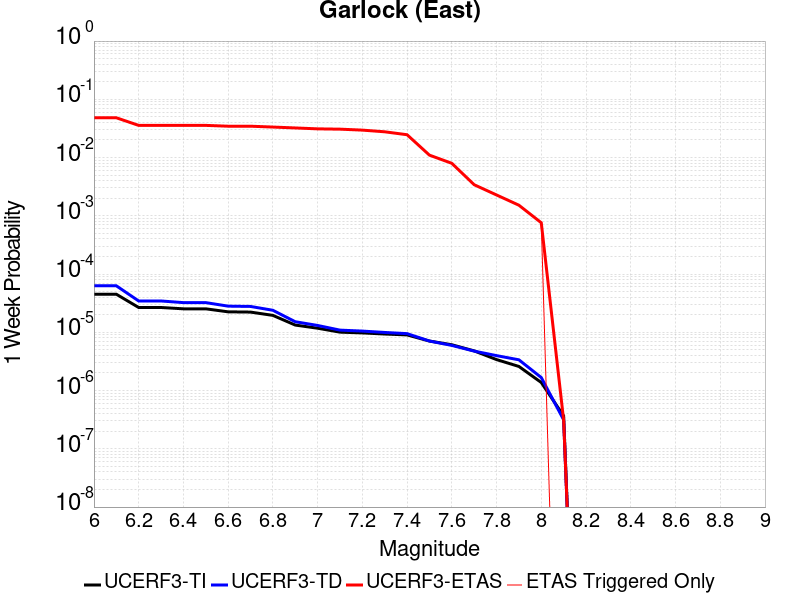 Garlock (East)
10^0
10^-1
10^-2
10^-3
10^-4
10^-5
10^-6
10^-7
10^-8
1 Week Probability
6 6.2 6.4 6.6 6.8 7 7.2 7.4 7.6 7.8 8 8.2 8.4 8.6 8.8 9
Magnitude
UCERF3-TI UCERF3-TD UCERF3-ETAS ETAS Triggered Only